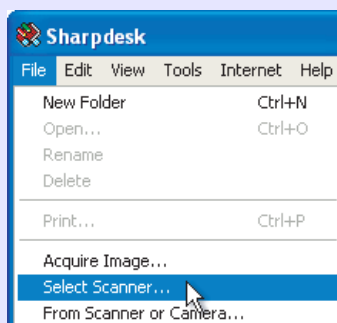 Sharpdesk
File Edit View Tools Internet Help
New Folder Ctrl+N
Open... Ctrl+O
Rename
Delete
Print... Ctrl+P
Acquire Image...
Select Scanner...
From Scanner or Camera...